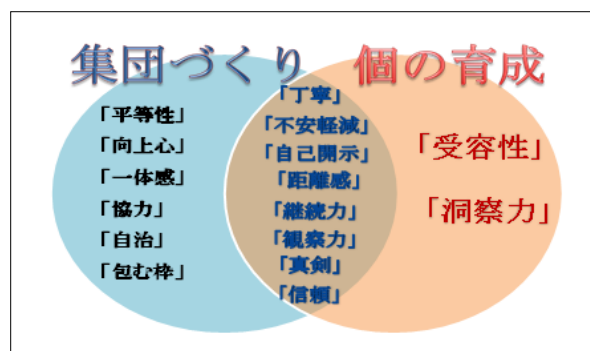 集団づくり
個の育成
「平等性」
「向上心」
「一体感」
「協力」
「自治」
「包む枠」
「丁寧」
「不安軽減」
「自己開示」
「距離感」
「継続力」
「観察力」
「真剣」
「信頼」
「受容性」
「洞察力」